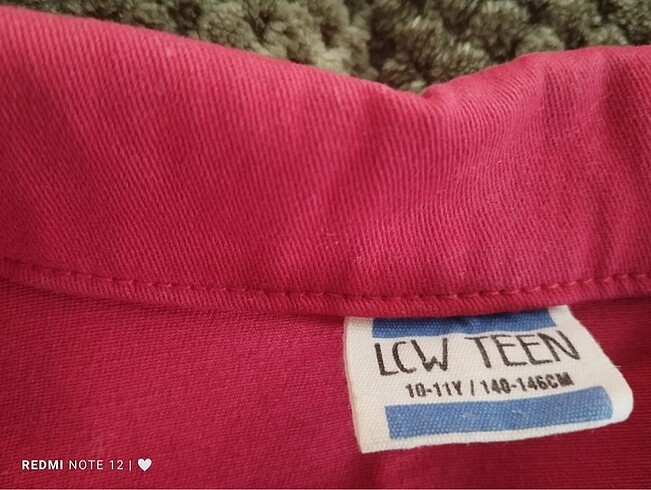 LCW TEEN
10-11Y / 140-146CM
REDMI NOTE 12 | 🤍